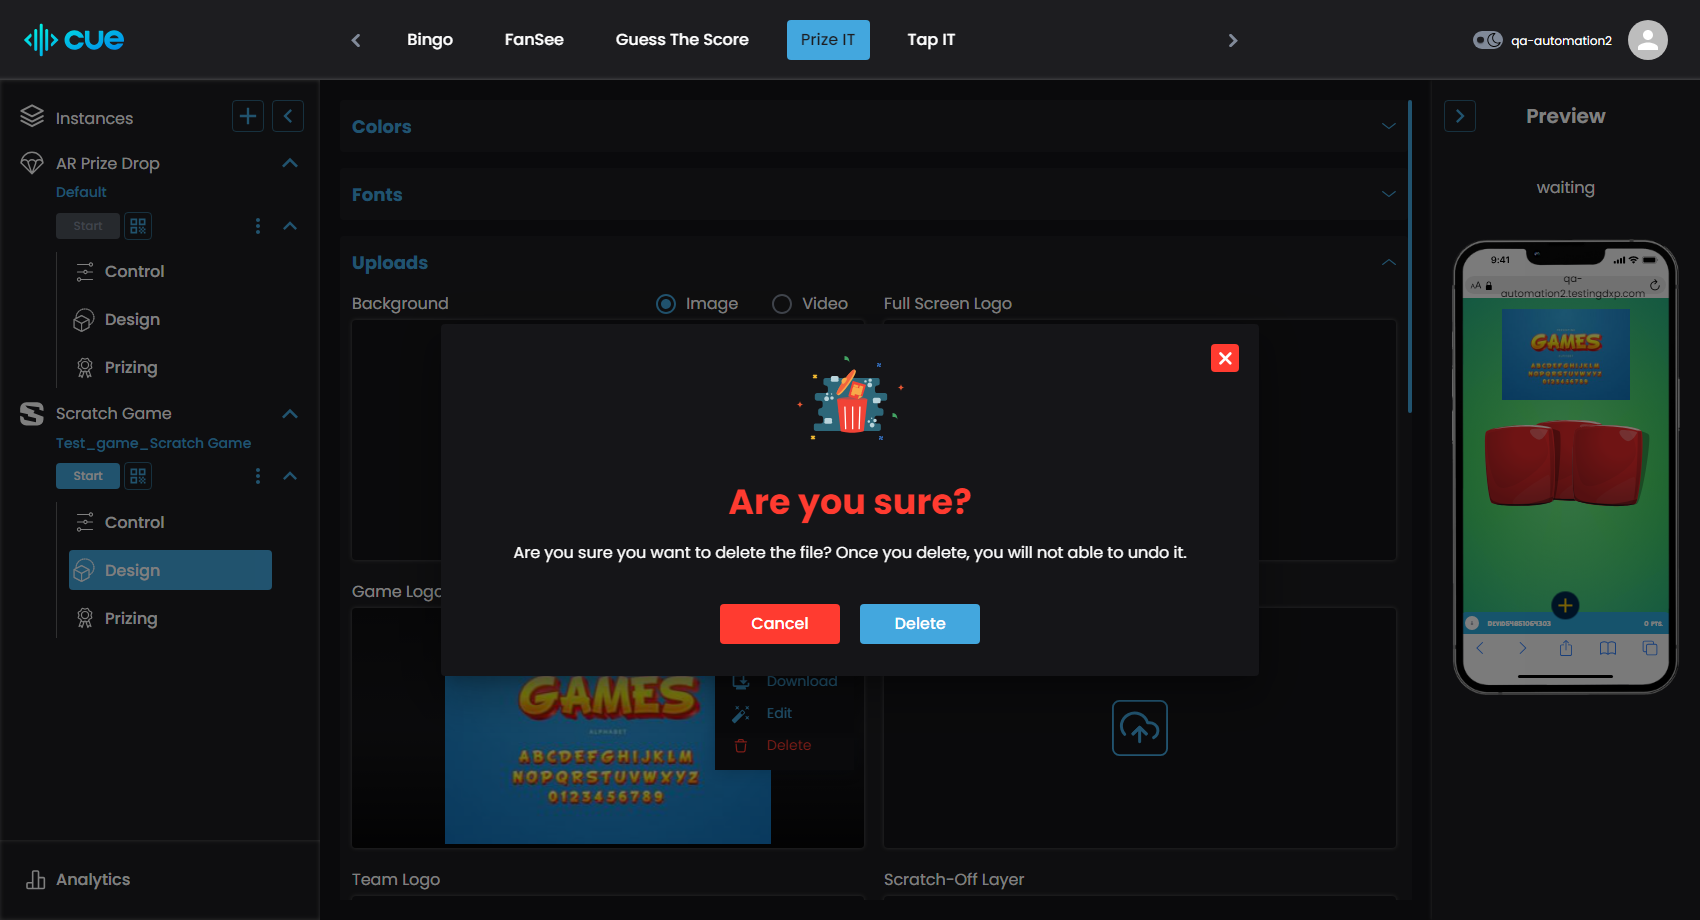 cue
Bingo
FanSee
Guess The Score
Prize IT
Tap IT
qa-automation2
Instances
AR Prize Drop
Default
Start
Control
Design
Prizing
Scratch Game
Test_game_Scratch Game
Start
Control
Design
Prizing
Analytics
Colors
Fonts
Uploads
Background
Image
Video
Full Screen Logo
Are you sure?
Are you sure you want to delete the file? Once you delete, you will not able to undo it.
Cancel
Delete
Game Logo
GAMES
ALPHABET
ABCDEFGHIJKLM
NOPQRSTUVWXYZ
0123456789
Download
Edit
Delete
Team Logo
Scratch-Off Layer
Preview
waiting
9:41
AA
qa-
automation2.testingdxp.com
GAMES
ABCDEFGHIJKLM
NOPQRSTUVWXYZ
0123456789
0 PTS.